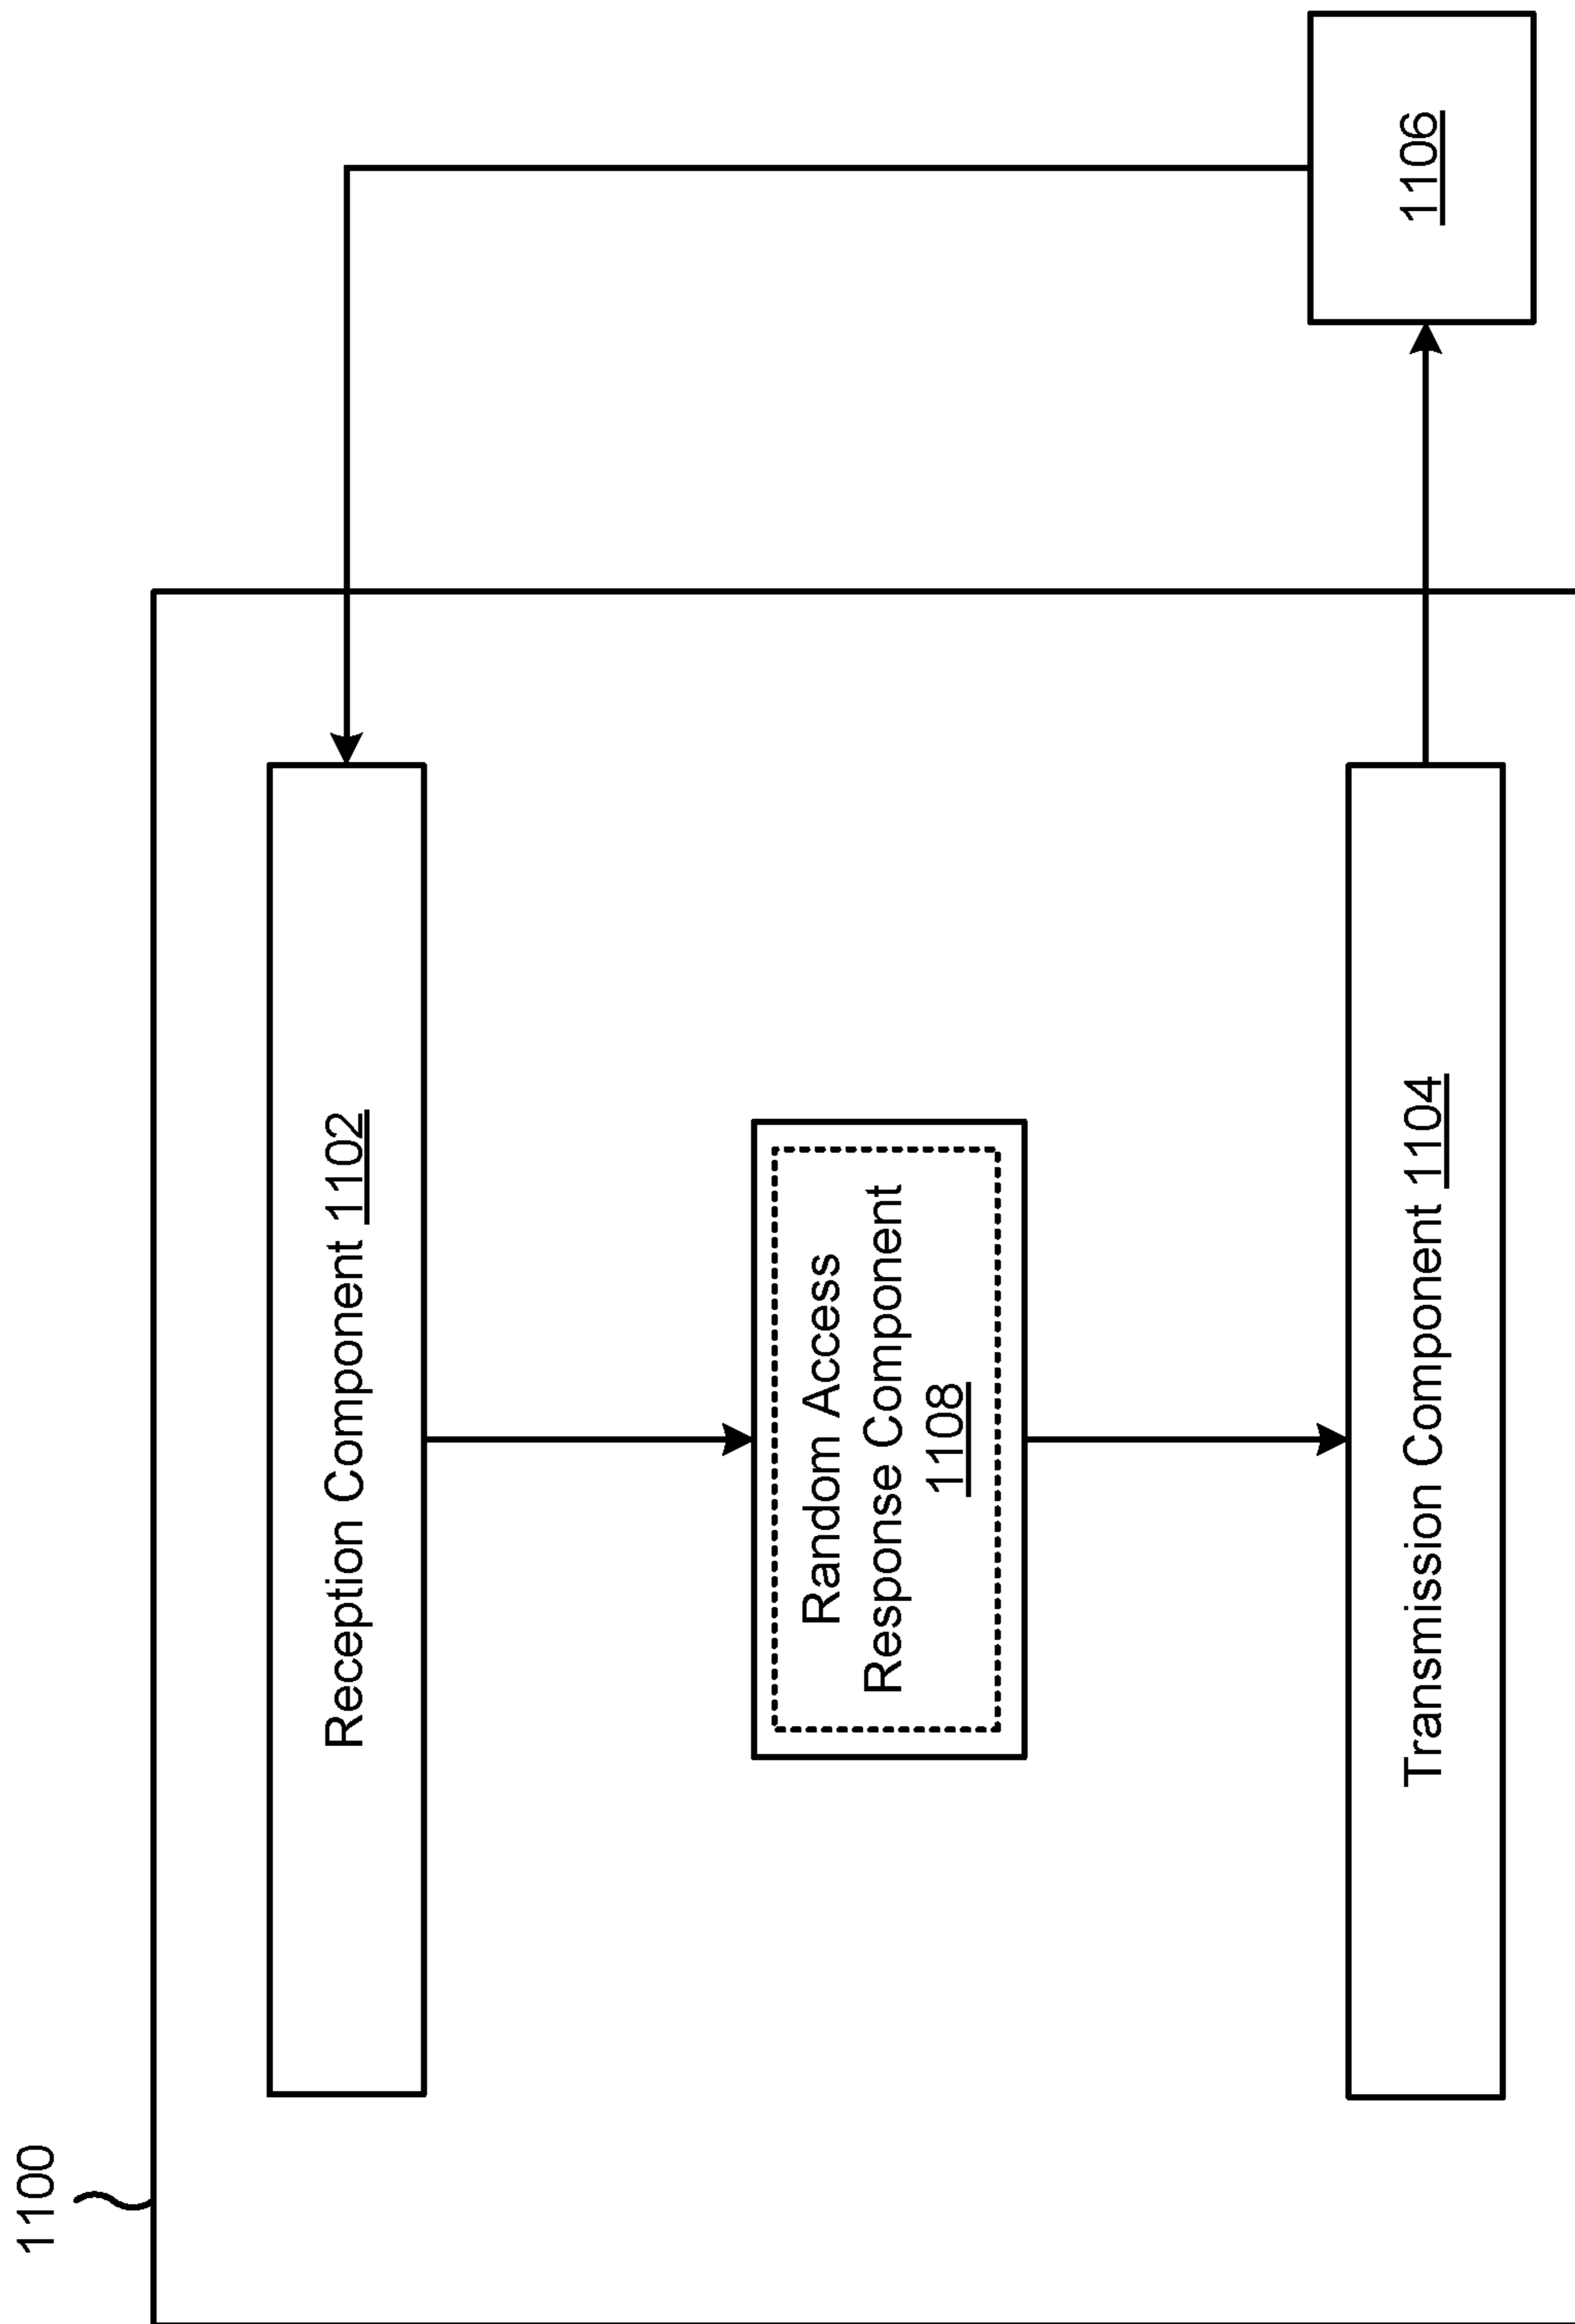 1100
Reception Component 1102
Random Access
Response Component
1108
Transmission Component 1104
1106